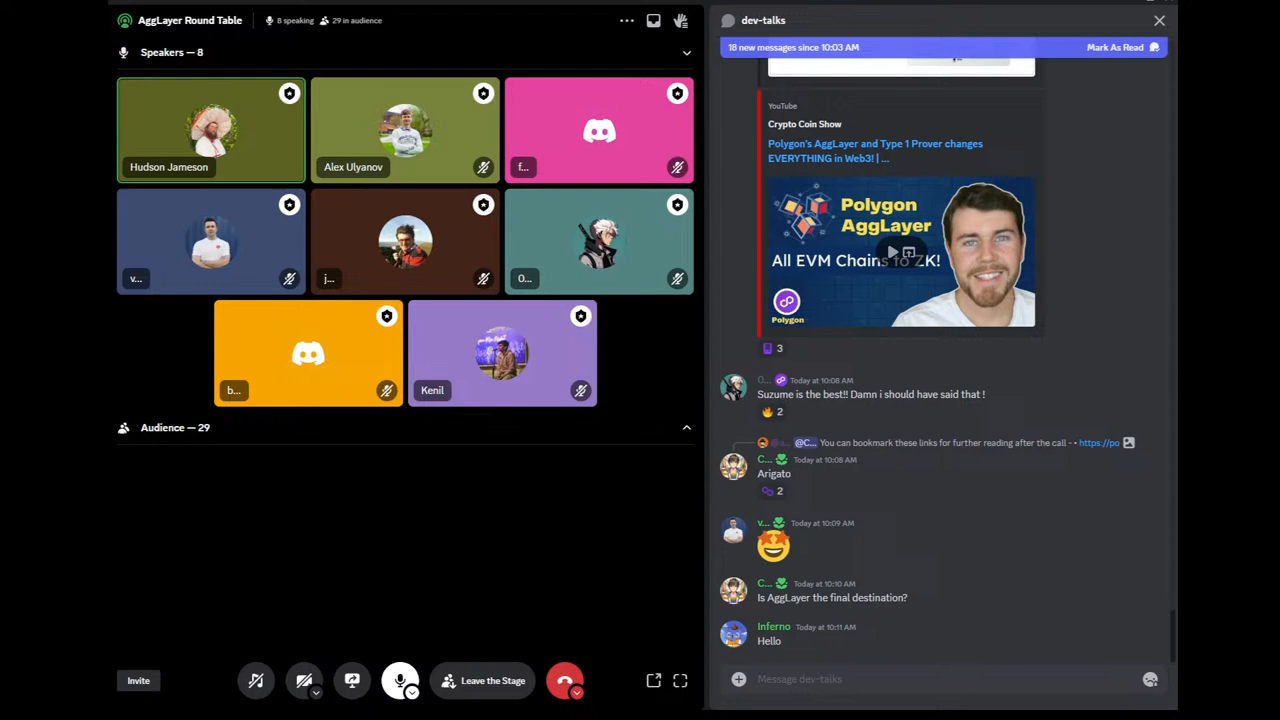 AggLayer Round Table
8 speaking
29 in audience
Speakers — 8
Hudson Jameson
Alex Ulyanov
f...
v...
j...
0...
b...
Kenil
Audience — 29
Invite
Leave the Stage
dev-talks
18 new messages since 10:03 AM
Mark As Read
YouTube
Crypto Coin Show
Polygon's AggLayer and Type 1 Prover changes
EVERYTHING in Web3! | ...
Polygon
AggLayer
All EVM Chains to ZK!
Polygon
3
0... Today at 10:08 AM
Suzume is the best!! Damn i should have said that !
2
@C... You can bookmark these links for further reading after the call - • https://po
C... Today at 10:08 AM
Arigato
2
v... Today at 10:09 AM
C... Today at 10:10 AM
Is AggLayer the final destination?
Inferno Today at 10:11 AM
Hello
Message dev-talks